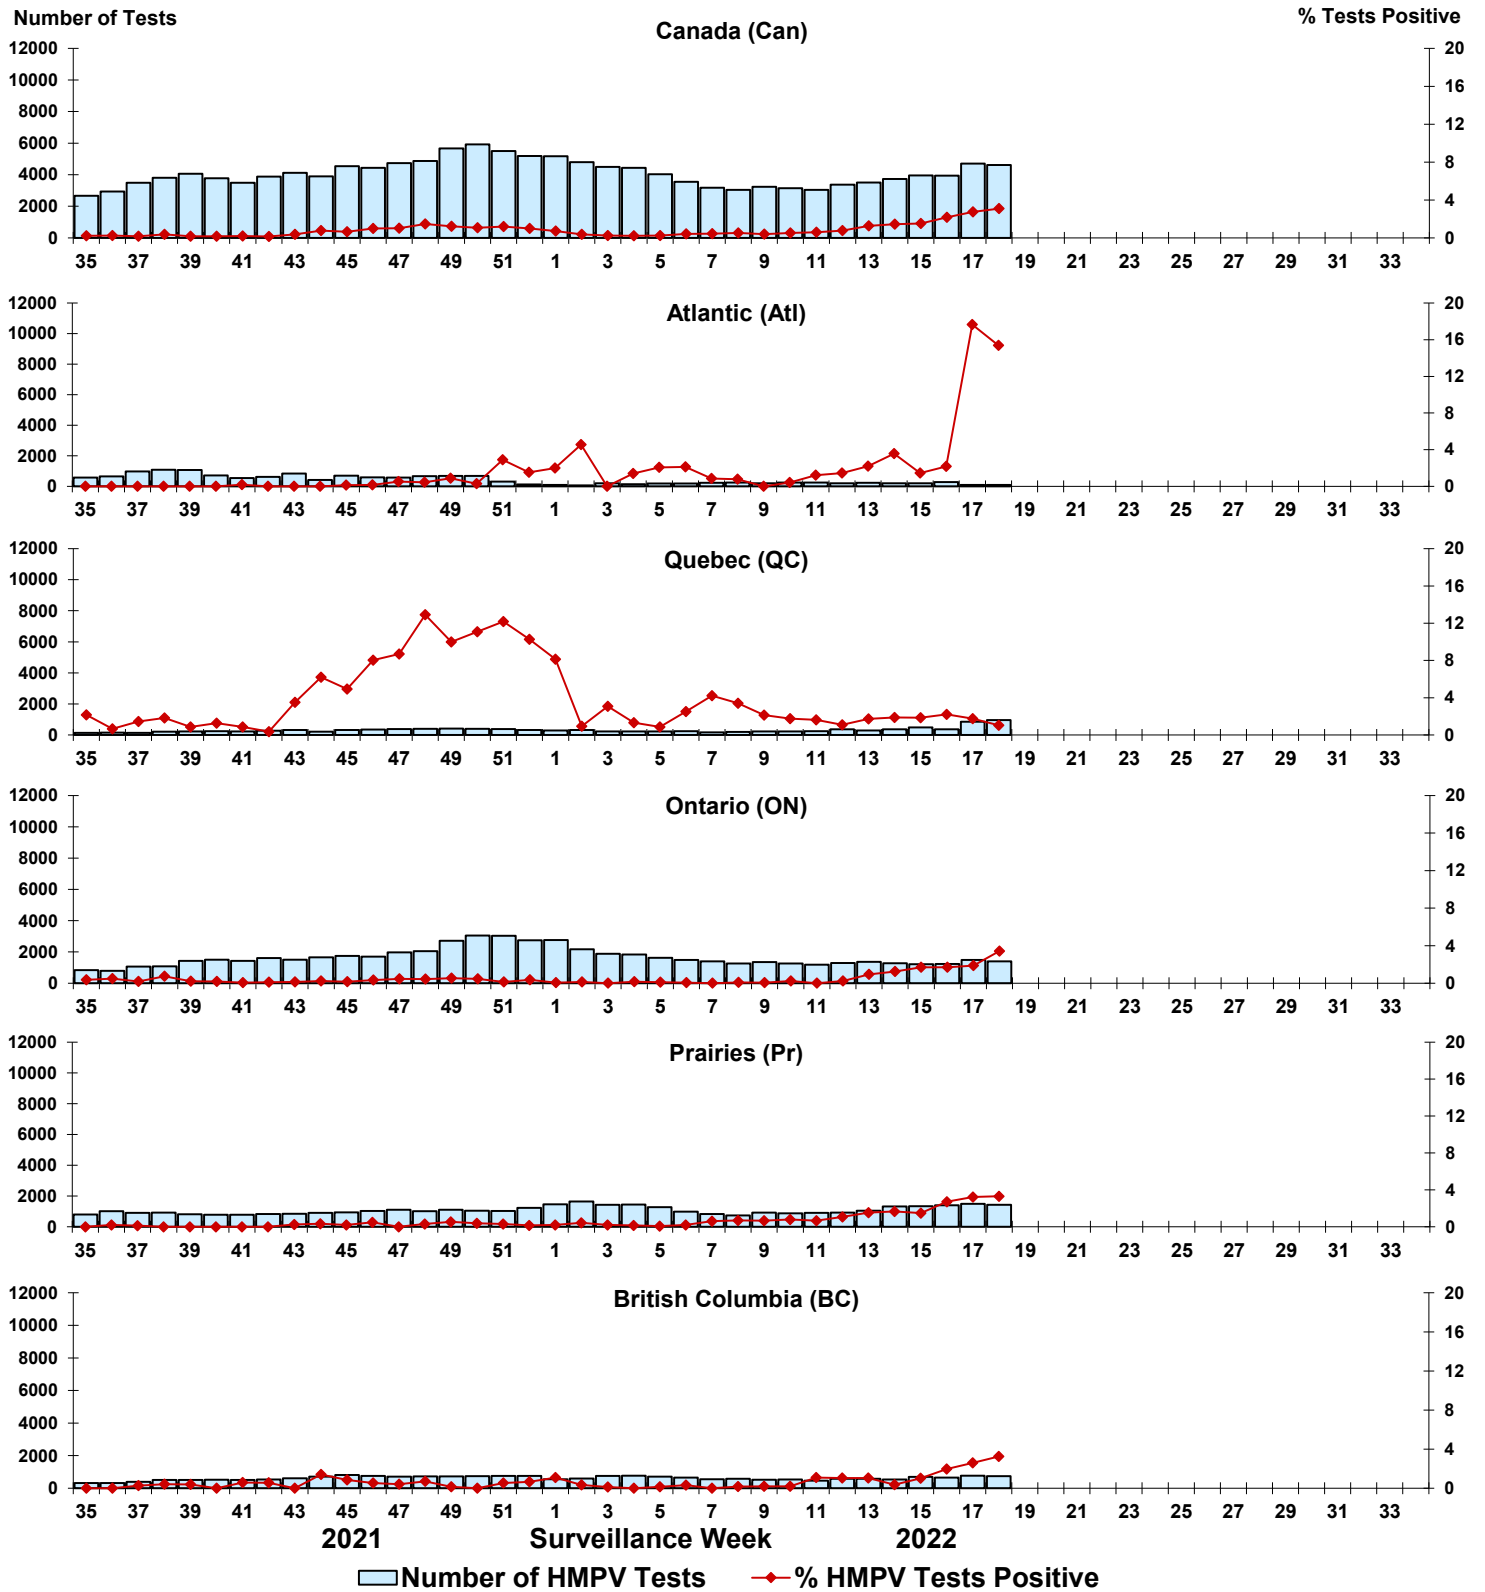 Number of Tests
% Tests Positive
Canada (Can)
12000 20
10000 16
8000 12
6000 8
4000 4
2000 0
0
35 37 39 41 43 45 47 49 51 1 3 5 7 9 11 13 15 17 19 21 23 25 27 29 31 33
Atlantic (Atl)
12000 20
10000 16
8000 12
6000 8
4000 4
2000 0
0
35 37 39 41 43 45 47 49 51 1 3 5 7 9 11 13 15 17 19 21 23 25 27 29 31 33
Quebec (QC)
12000 20
10000 16
8000 12
6000 8
4000 4
2000 0
0
35 37 39 41 43 45 47 49 51 1 3 5 7 9 11 13 15 17 19 21 23 25 27 29 31 33
Ontario (ON)
12000 20
10000 16
8000 12
6000 8
4000 4
2000 0
0
35 37 39 41 43 45 47 49 51 1 3 5 7 9 11 13 15 17 19 21 23 25 27 29 31 33
Prairies (Pr)
12000 20
10000 16
8000 12
6000 8
4000 4
2000 0
0
35 37 39 41 43 45 47 49 51 1 3 5 7 9 11 13 15 17 19 21 23 25 27 29 31 33
British Columbia (BC)
12000 20
10000 16
8000 12
6000 8
4000 4
2000 0
0
35 37 39 41 43 45 47 49 51 1 3 5 7 9 11 13 15 17 19 21 23 25 27 29 31 33
2021 Surveillance Week 2022
Number of HMPV Tests % HMPV Tests Positive